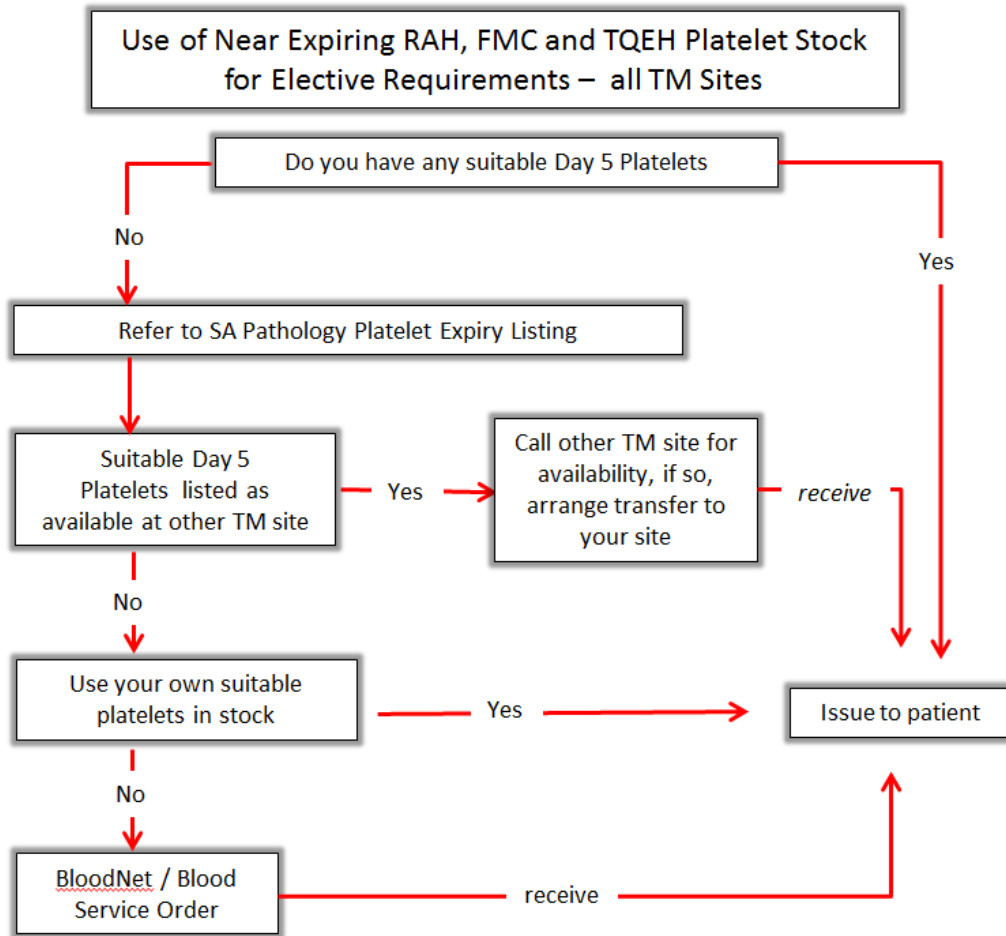 Use of Near Expiring RAH, FMC and TQEH Platelet Stock
for Elective Requirements – all TM Sites
Do you have any suitable Day 5 Platelets
No
Yes
Refer to SA Pathology Platelet Expiry Listing
Suitable Day 5
Platelets listed as
available at other TM site
Yes
Call other TM site for
availability, if so,
arrange transfer to
your site
receive
No
Use your own suitable
platelets in stock
Yes
Issue to patient
No
BloodNet / Blood
Service Order
receive